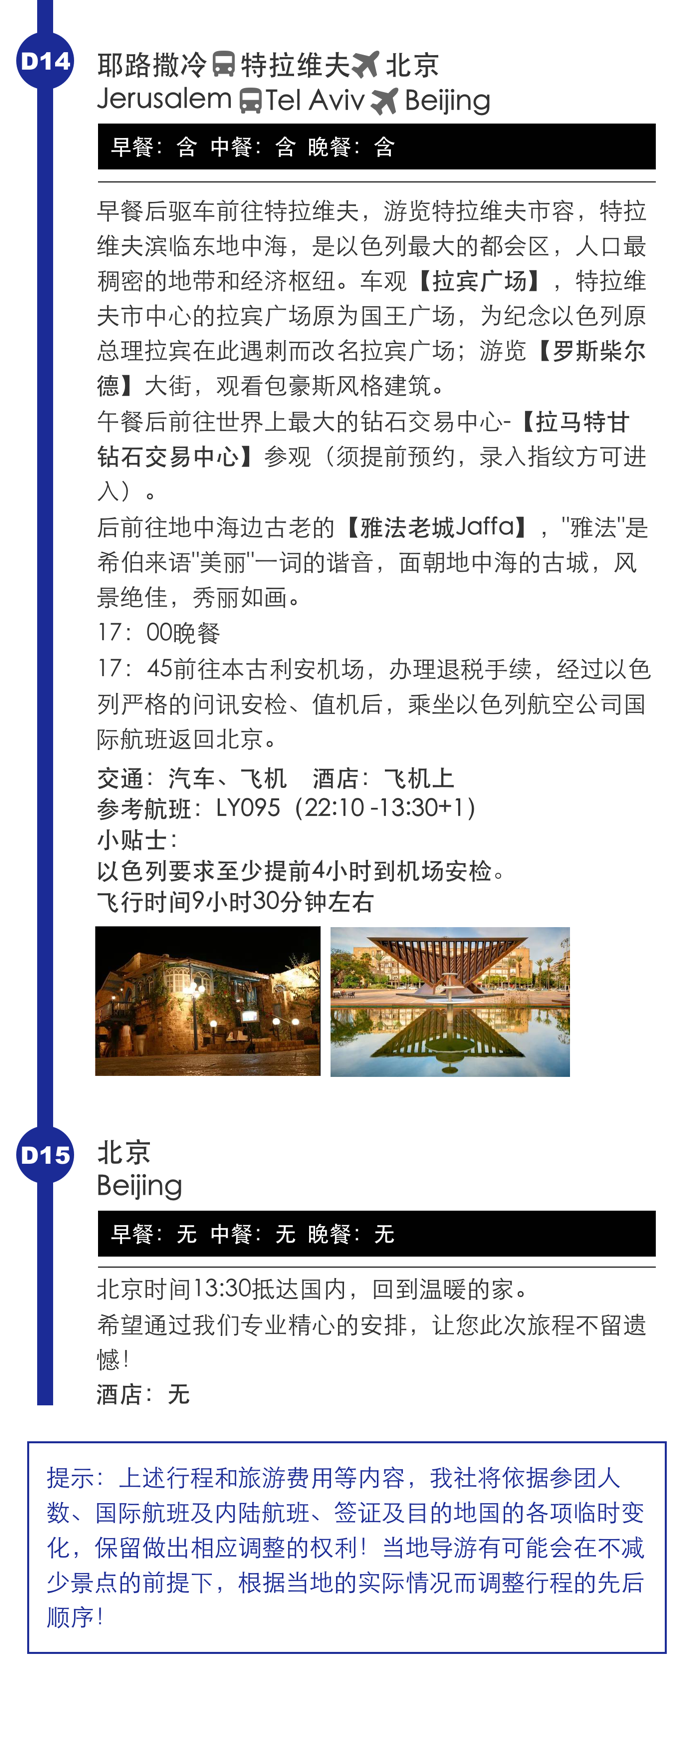 D14
耶路撒冷 特拉维夫 北京
Jerusalem Tel Aviv Beijing
早餐：含 中餐：含 晚餐：含
早餐后驱车前往特拉维夫，游览特拉维夫市容，特拉
维夫滨临东地中海，是以色列最大的都会区，人口最
稠密的地带和经济枢纽。车观【拉宾广场】，特拉维
夫市中心的拉宾广场原为国王广场，为纪念以色列原
总理拉宾在此遇刺而改名拉宾广场；游览【罗斯柴尔
德】大街，观看包豪斯风格建筑。
午餐后前往世界上最大的钻石交易中心-【拉马特甘
钻石交易中心】参观（须提前预约，录入指纹方可进
入）。
后前往地中海边古老的【雅法老城Jaffa】，"雅法"是
希伯来语"美丽"一词的谐音，面朝地中海的古城，风
景绝佳，秀丽如画。
17：00晚餐
17：45前往本古利安机场，办理退税手续，经过以色
列严格的问讯安检、值机后，乘坐以色列航空公司国
际航班返回北京。
交通：汽车、飞机 酒店：飞机上
参考航班：LY095（22:10 -13:30+1）
小贴士：
以色列要求至少提前4小时到机场安检。
飞行时间9小时30分钟左右
D15
北京
Beijing
早餐：无 中餐：无 晚餐：无
北京时间13:30抵达国内，回到温暖的家。
希望通过我们专业精心的安排，让您此次旅程不留遗
憾！
酒店：无
提示：上述行程和旅游费用等内容，我社将依据参团人
数、国际航班及内陆航班、签证及目的地国的各项临时变
化，保留做出相应调整的权利！当地导游有可能会在不减
少景点的前提下，根据当地的实际情况而调整行程的先后
顺序！